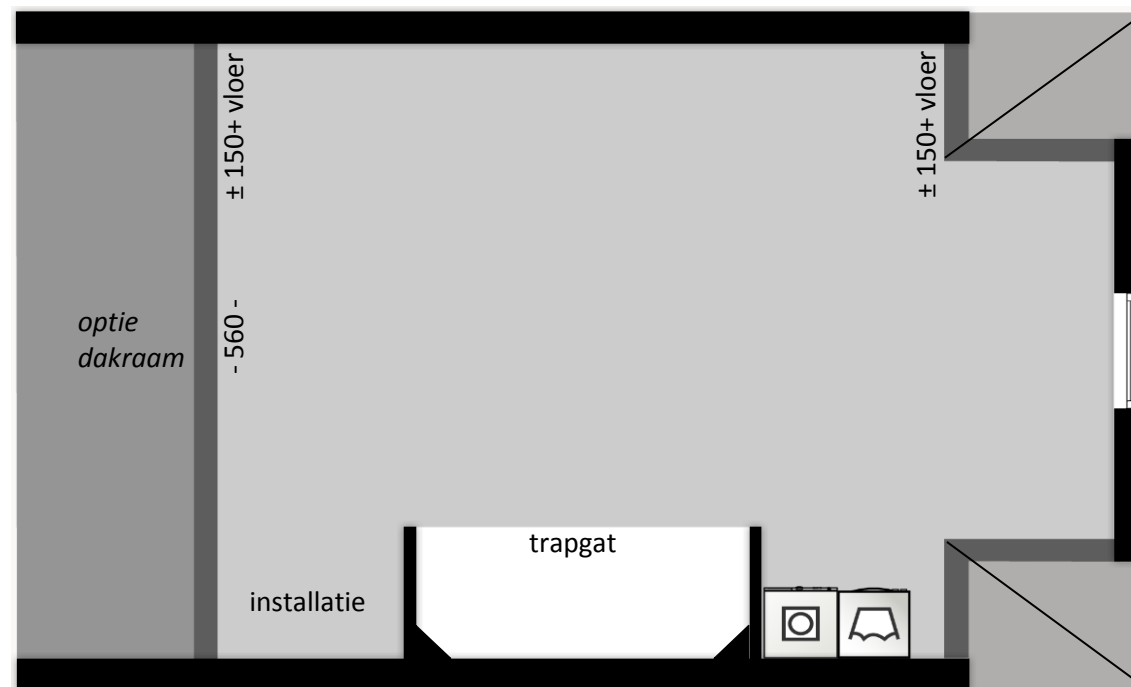 ± 150+ vloer
± 150+ vloer
- 560 -
optie
dakraam
trapgat
installatie